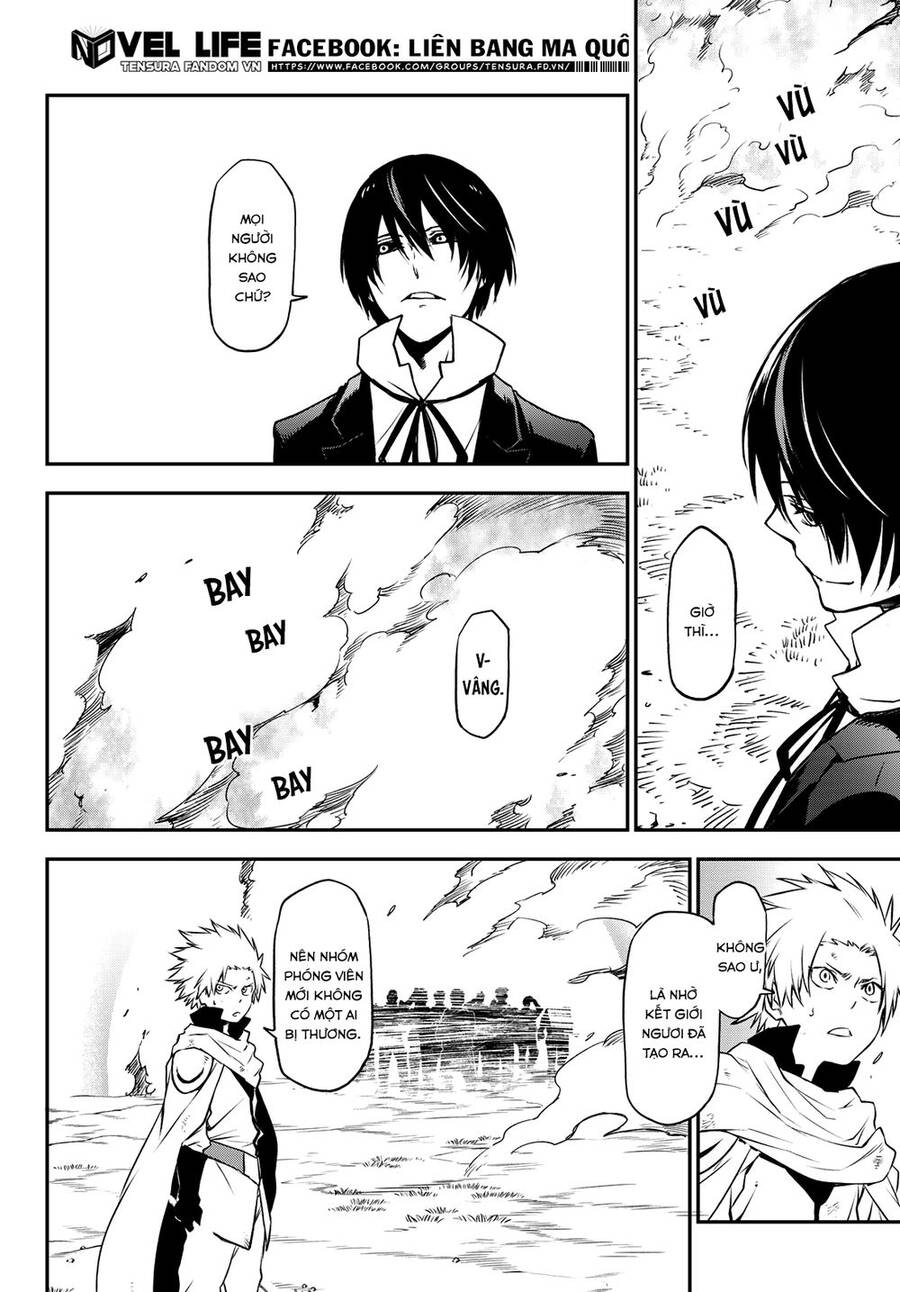 NOVEL LIFE
TENSURA FANDOM VN
FACEBOOK: LIÊN BANG MA QUÔ
HTTPS://WWW.FACEBOOK.COM/GROUPS/TENSURA.FD.VN/
VÙ
VÙ
VÙ
VÙ
GIỜ
THÌ...
MỌI
NGƯỜI
KHÔNG
SAO
CHỨ?
BAY
BAY
BAY
BAY
V-
VÂNG.
KHÔNG
SAO Ư,
LÀ NHỜ
KẾT GIỚI
NGƯƠI ĐÃ
TẠO RA...
NÊN NHÓM
PHÓNG VIÊN
MỚI KHÔNG
CÓ MỘT AI
BỊ THƯƠNG.